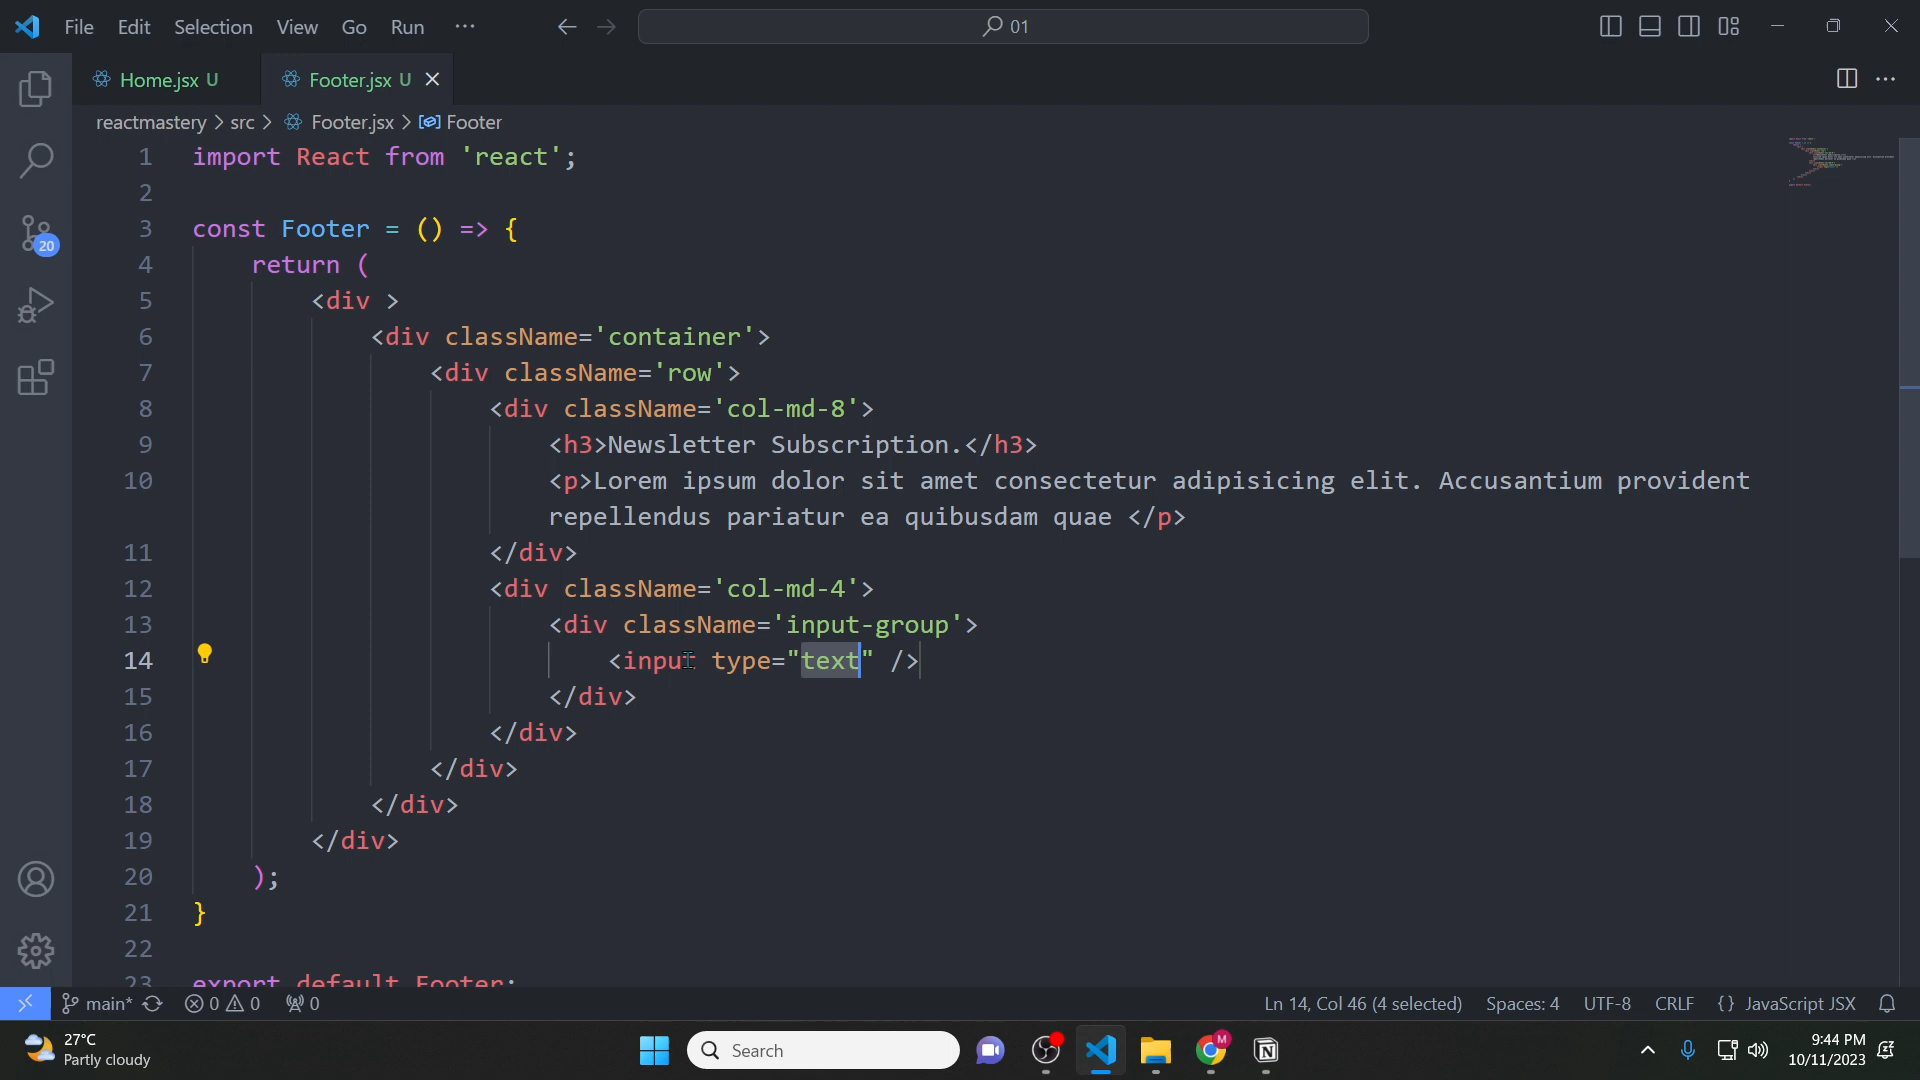 File Edit Selection View Go Run ··· 01
Home.jsx U Footer.jsx U
reactmastery > src > Footer.jsx > Footer
1 import React from 'react';
2
3 const Footer = () => {
4 return (
5 <div >
6 <div className='container'>
7 <div className='row'>
8 <div className='col-md-8'>
9 <h3>Newsletter Subscription.</h3>
10 <p>Lorem ipsum dolor sit amet consectetur adipisicing elit. Accusantium provident
repellendus pariatur ea quibusdam quae </p>
11 </div>
12 <div className='col-md-4'>
13 <div className='input-group'>
14 <input type="text" />
15 </div>
16 </div>
17 </div>
18 </div>
19 </div>
20 );
21 }
22
23 export default Footer;
20
main* 0 0 0 Ln 14, Col 46 (4 selected) Spaces: 4 UTF-8 CRLF {} JavaScript JSX
27°C
Partly cloudy
Search
M
9:44 PM
10/11/2023